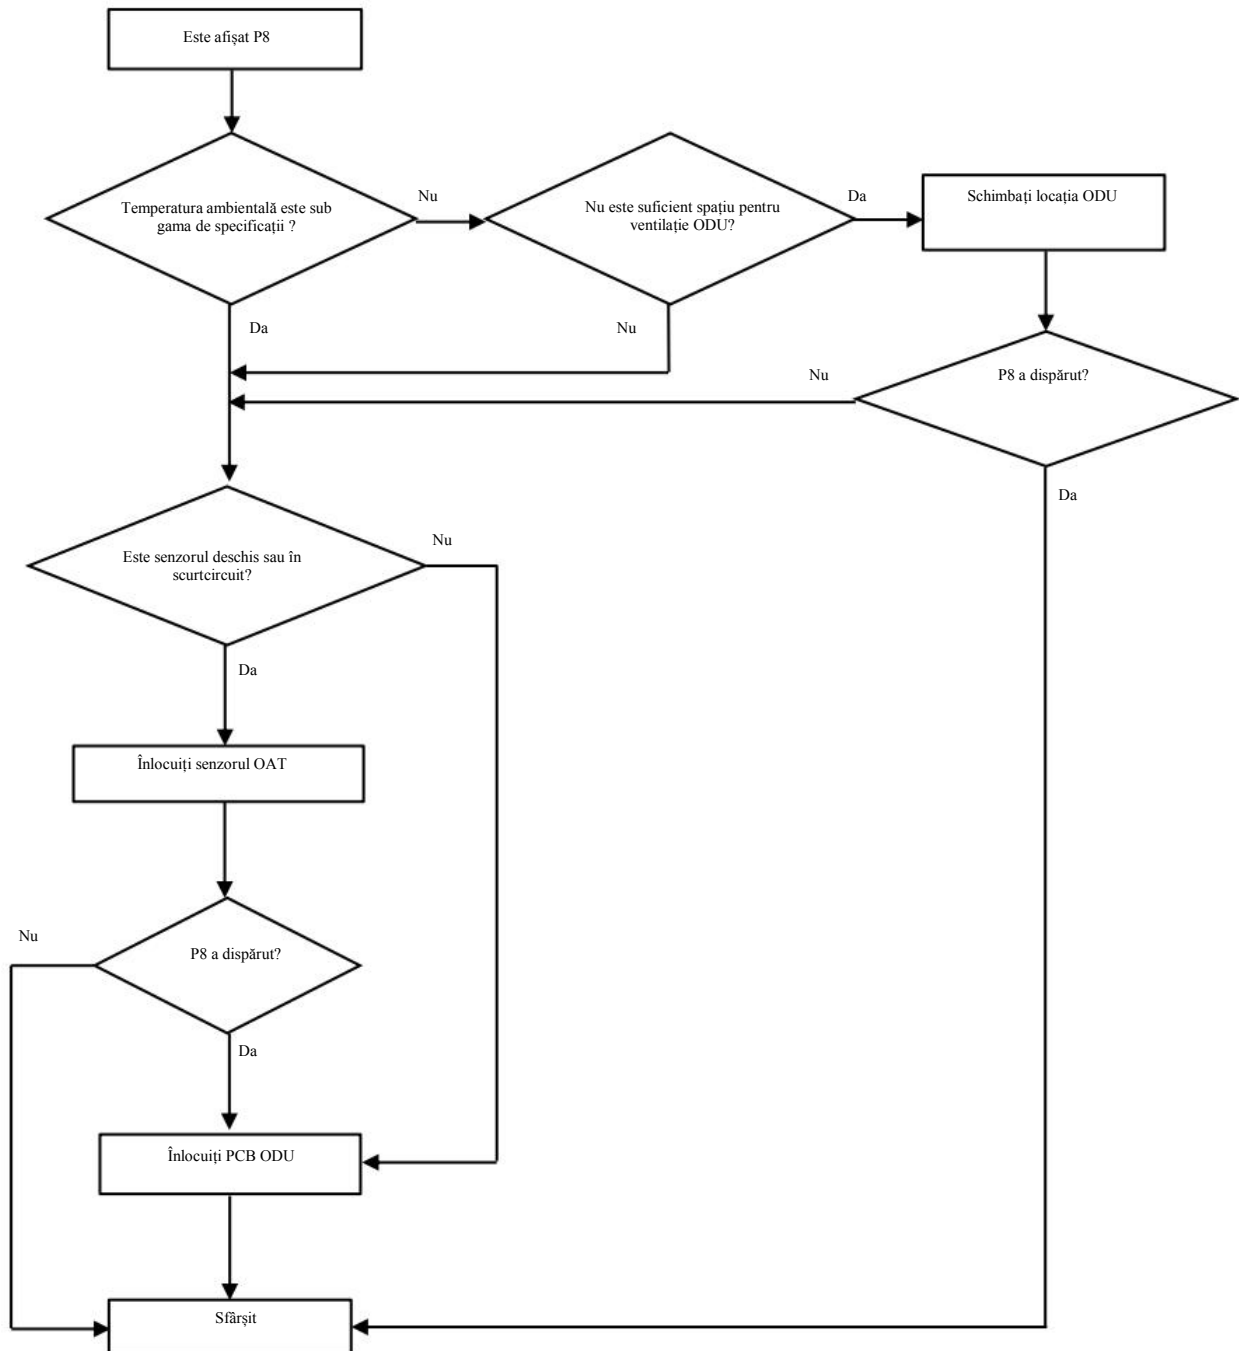 Este afișat P8
Temperatura ambientală este sub
gama de specificații ?
Nu
Nu este suficient spațiu pentru
ventilație ODU?
Da
Schimbați locația ODU
Da
Nu
Nu
P8 a dispărut?
Da
Este senzorul deschis sau în
scurtcircuit?
Nu
Da
Înlocuiți senzorul OAT
Nu
P8 a dispărut?
Da
Înlocuiți PCB ODU
Sfârșit